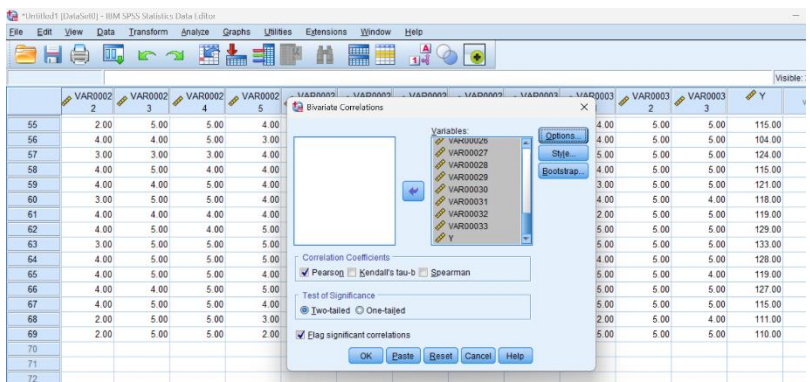 *Untitled1 [DataSet0] - IBM SPSS Statistics Data Editor
File Edit View Data Transform Analyze Graphs Utilities Extensions Window Help
Visible:
VAR0002 2 VAR0002 3 VAR0002 4 VAR0002 5 VAR0003 2 VAR0003 3 Y
Bivariate Correlations
Variables:
VAR00026
VAR00027
VAR00028
VAR00029
VAR00030
VAR00031
VAR00032
VAR00033
Y
Options...
Style...
Bootstrap...
Correlation Coefficients
Pearson Kendall's tau-b Spearman
Test of Significance
Two-tailed One-tailed
Flag significant correlations
OK Paste Reset Cancel Help
55 2.00 5.00 5.00 4.00 4.00 5.00 5.00 115.00
56 4.00 4.00 5.00 3.00 4.00 5.00 5.00 104.00
57 3.00 3.00 3.00 4.00 5.00 5.00 5.00 124.00
58 4.00 4.00 5.00 4.00 4.00 5.00 5.00 115.00
59 4.00 4.00 5.00 4.00 3.00 5.00 5.00 121.00
60 3.00 5.00 5.00 4.00 4.00 5.00 4.00 118.00
61 4.00 4.00 4.00 4.00 2.00 5.00 5.00 119.00
62 4.00 5.00 5.00 4.00 5.00 5.00 5.00 129.00
63 3.00 5.00 5.00 5.00 5.00 5.00 5.00 133.00
64 4.00 5.00 5.00 5.00 4.00 5.00 5.00 128.00
65 4.00 4.00 5.00 4.00 4.00 5.00 4.00 119.00
66 4.00 4.00 5.00 4.00 5.00 5.00 5.00 127.00
67 4.00 5.00 5.00 4.00 5.00 5.00 5.00 115.00
68 2.00 5.00 5.00 3.00 5.00 5.00 4.00 111.00
69 2.00 5.00 5.00 2.00 5.00 5.00 5.00 110.00
70
71
72